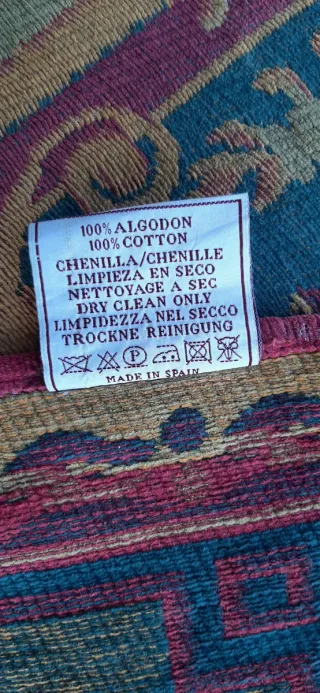 100% ALGODON
100% COTTON
CHENILLA/CHENILLE
LIMPIEZA EN SECO
NETTOYAGE A SEC
DRY CLEAN ONLY
LIMPIDEZZA NEL SECCO
TROCKNE REINIGUNG
P
MADE IN SPAIN